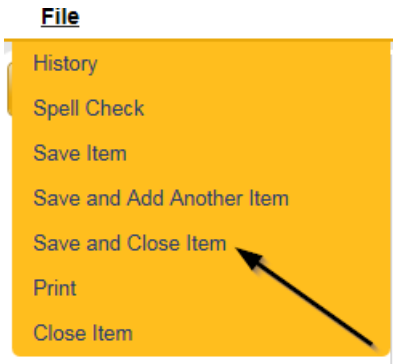 File
History
Spell Check
Save Item
Save and Add Another Item
Save and Close Item
Print
Close Item